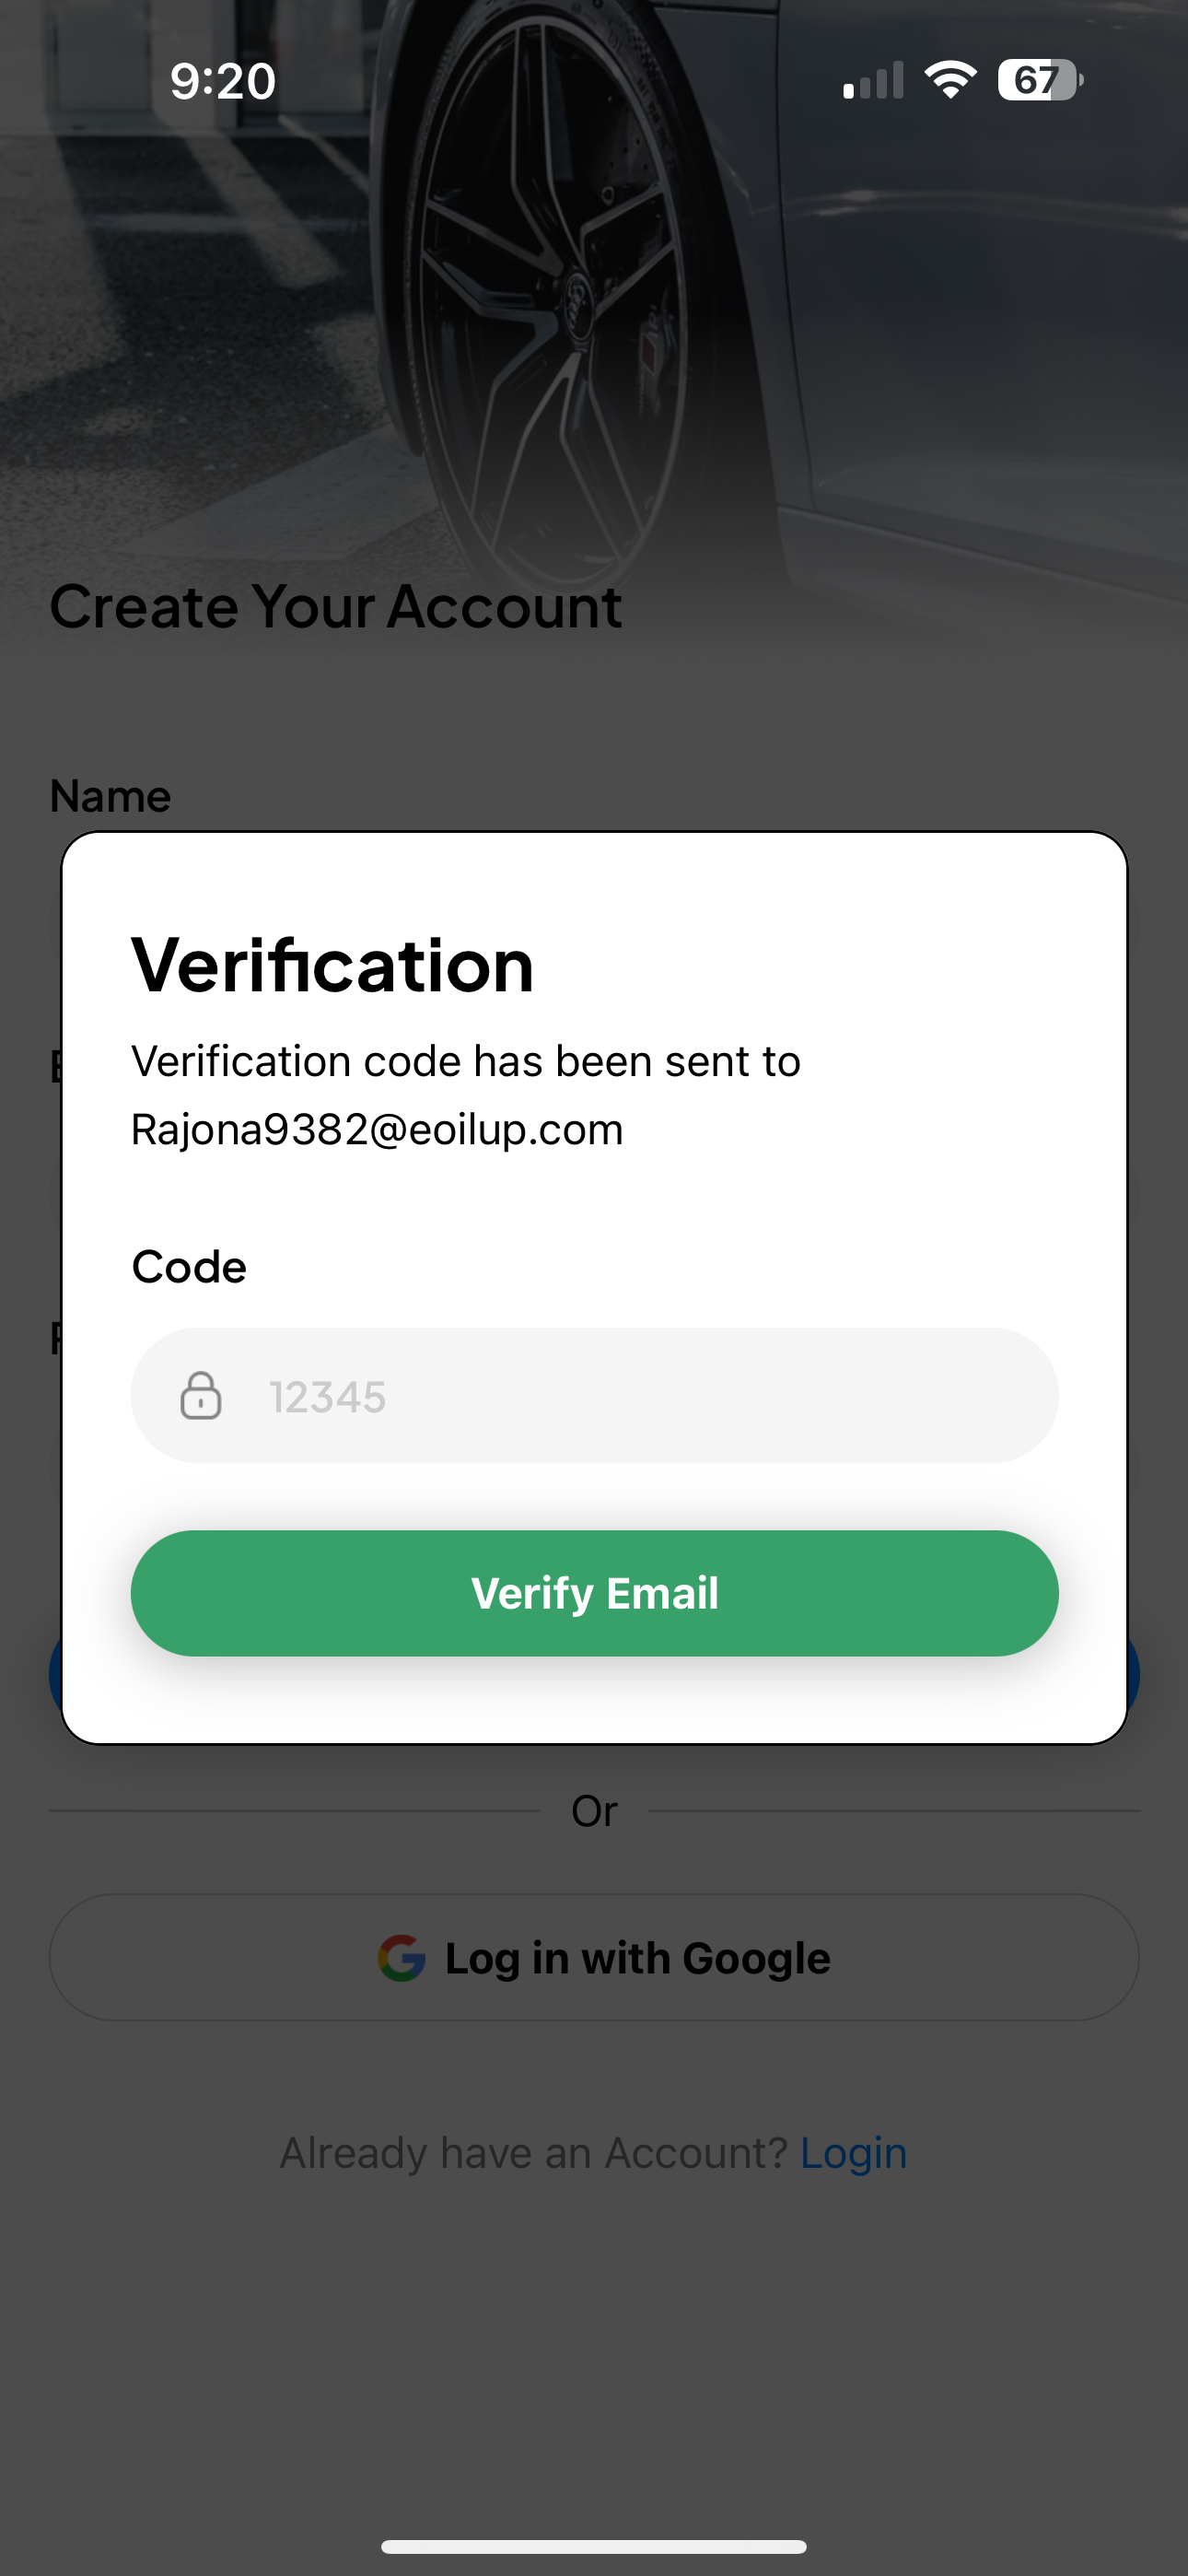 9:20
67
Create Your Account
Name
Verification
Verification code has been sent to
Rajona9382@eoilup.com
Code
12345
Verify Email
Or
Log in with Google
Already have an Account? Login